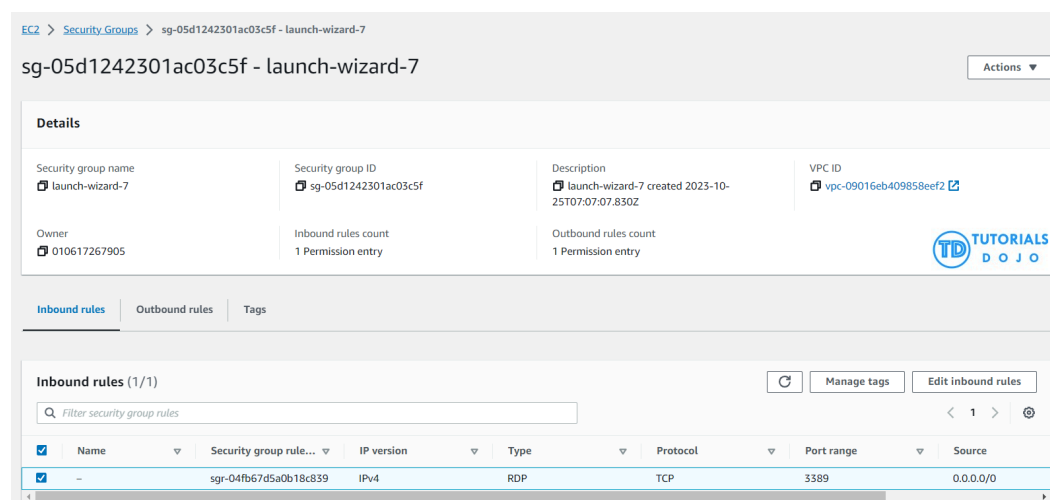 EC2 > Security Groups > sg-05d1242301ac03c5f - launch-wizard-7
sg-05d1242301ac03c5f - launch-wizard-7
Actions
Details
Security group name
launch-wizard-7
Security group ID
sg-05d1242301ac03c5f
Description
launch-wizard-7 created 2023-10-
25T07:07:07.830Z
VPC ID
vpc-09016eb409858eef2
Owner
010617267905
Inbound rules count
1 Permission entry
Outbound rules count
1 Permission entry
TD TUTORIALS
DOJO
Inbound rules Outbound rules Tags
Inbound rules (1/1)
Manage tags Edit inbound rules
Filter security group rules
1
Name Security group rule... IP version Type Protocol Port range Source
– sgr-04fb67d5a0b18c839 IPv4 RDP TCP 3389 0.0.0.0/0